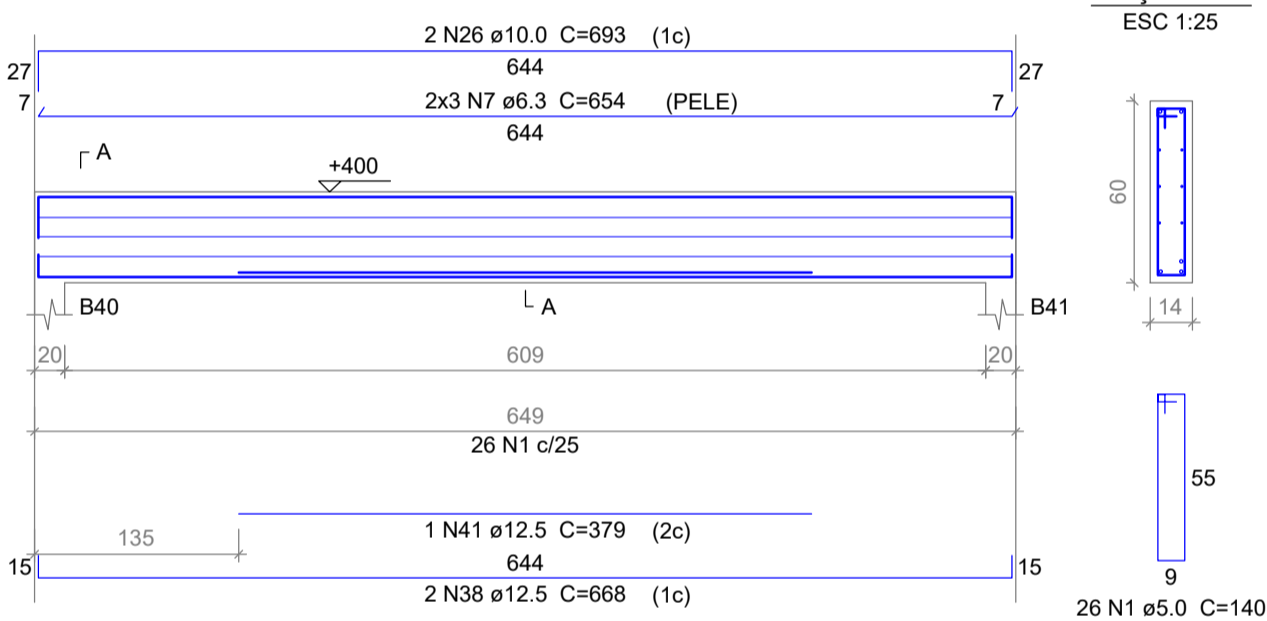 ESC 1:25
2 N26 ø10.0 C=693 (1c)
27 644 27
7 2x3 N7 ø6.3 C=654 (PELE) 7
644
A
+400
60
14
B40 A B41
20 609 20
649
26 N1 c/25
55
9
26 N1 ø5.0 C=140
135
1 N41 ø12.5 C=379 (2c)
15 644 15
2 N38 ø12.5 C=668 (1c)